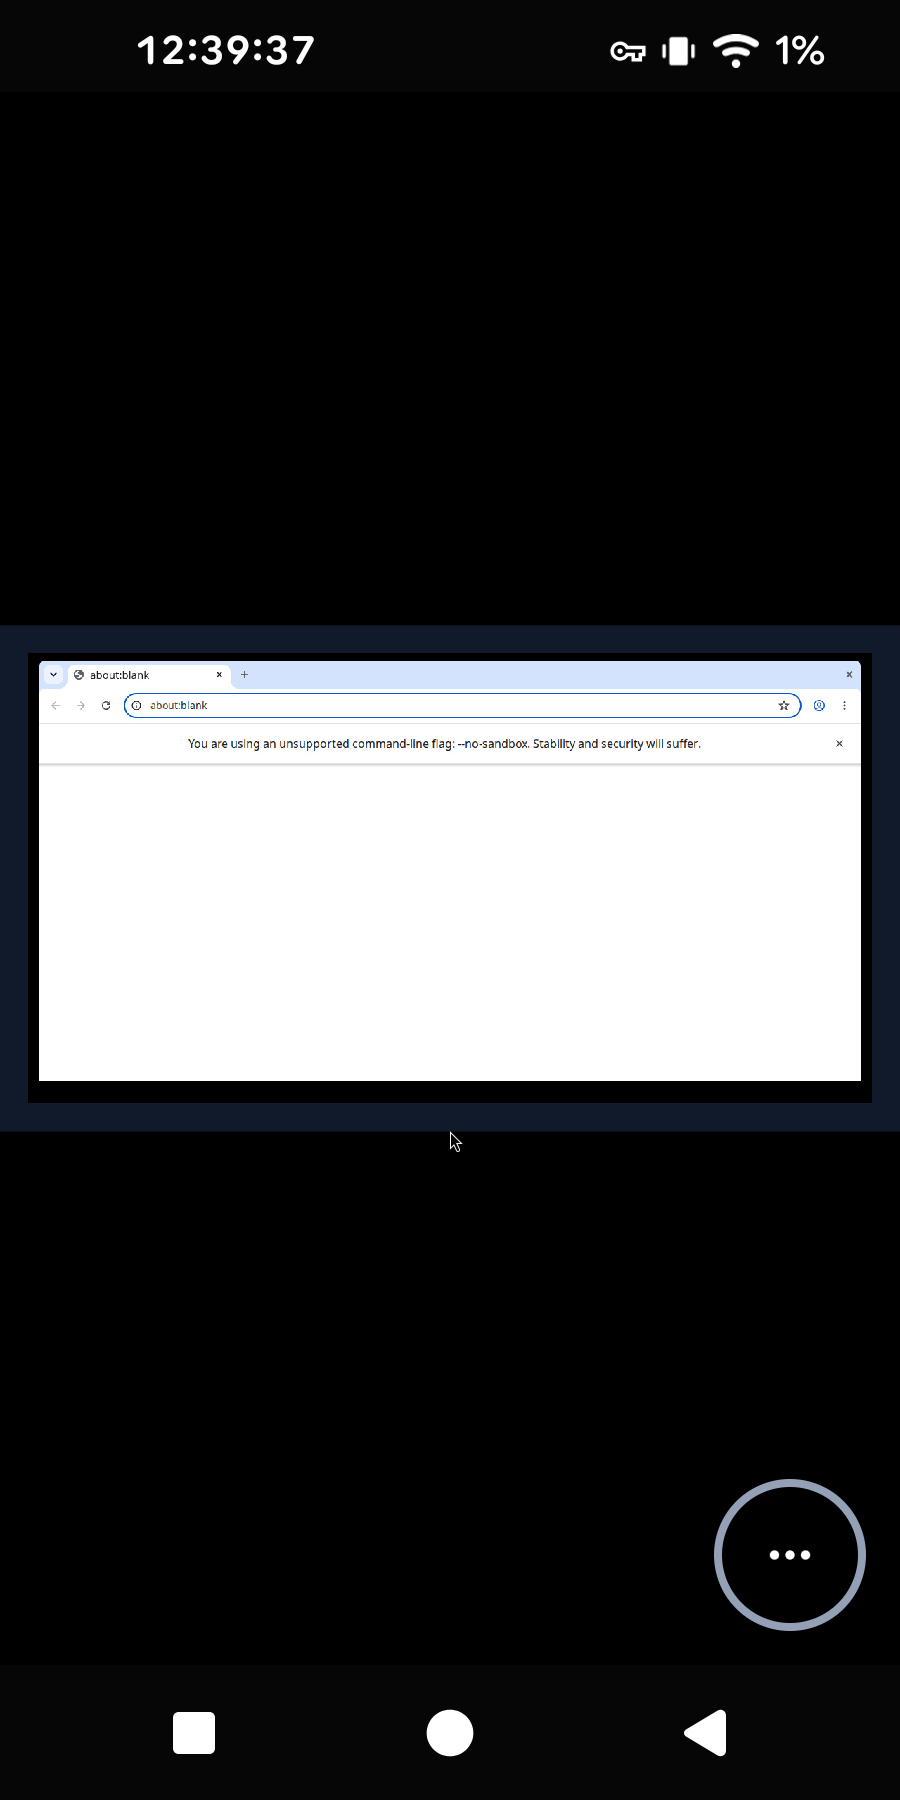 12:39:37 1%
about:blank
about:blank
You are using an unsupported command-line flag: --no-sandbox. Stability and security will suffer.